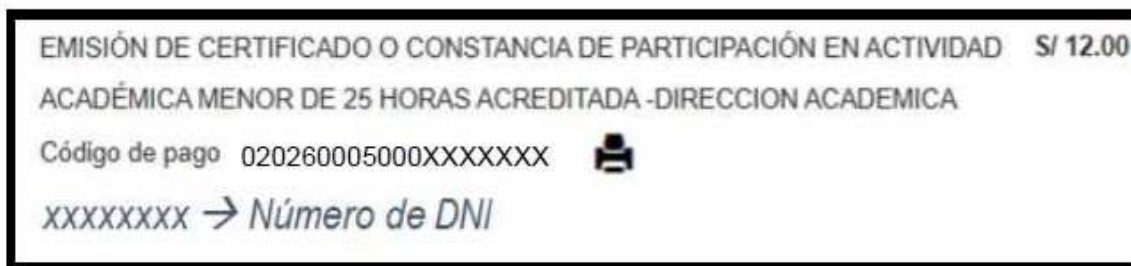 EMISIÓN DE CERTIFICADO O CONSTANCIA DE PARTICIPACIÓN EN ACTIVIDAD S/ 12.00
ACADÉMICA MENOR DE 25 HORAS ACREDITADA -DIRECCION ACADEMICA
Código de pago 020260005000XXXXXXX
xxxxxxxx → Número de DNI